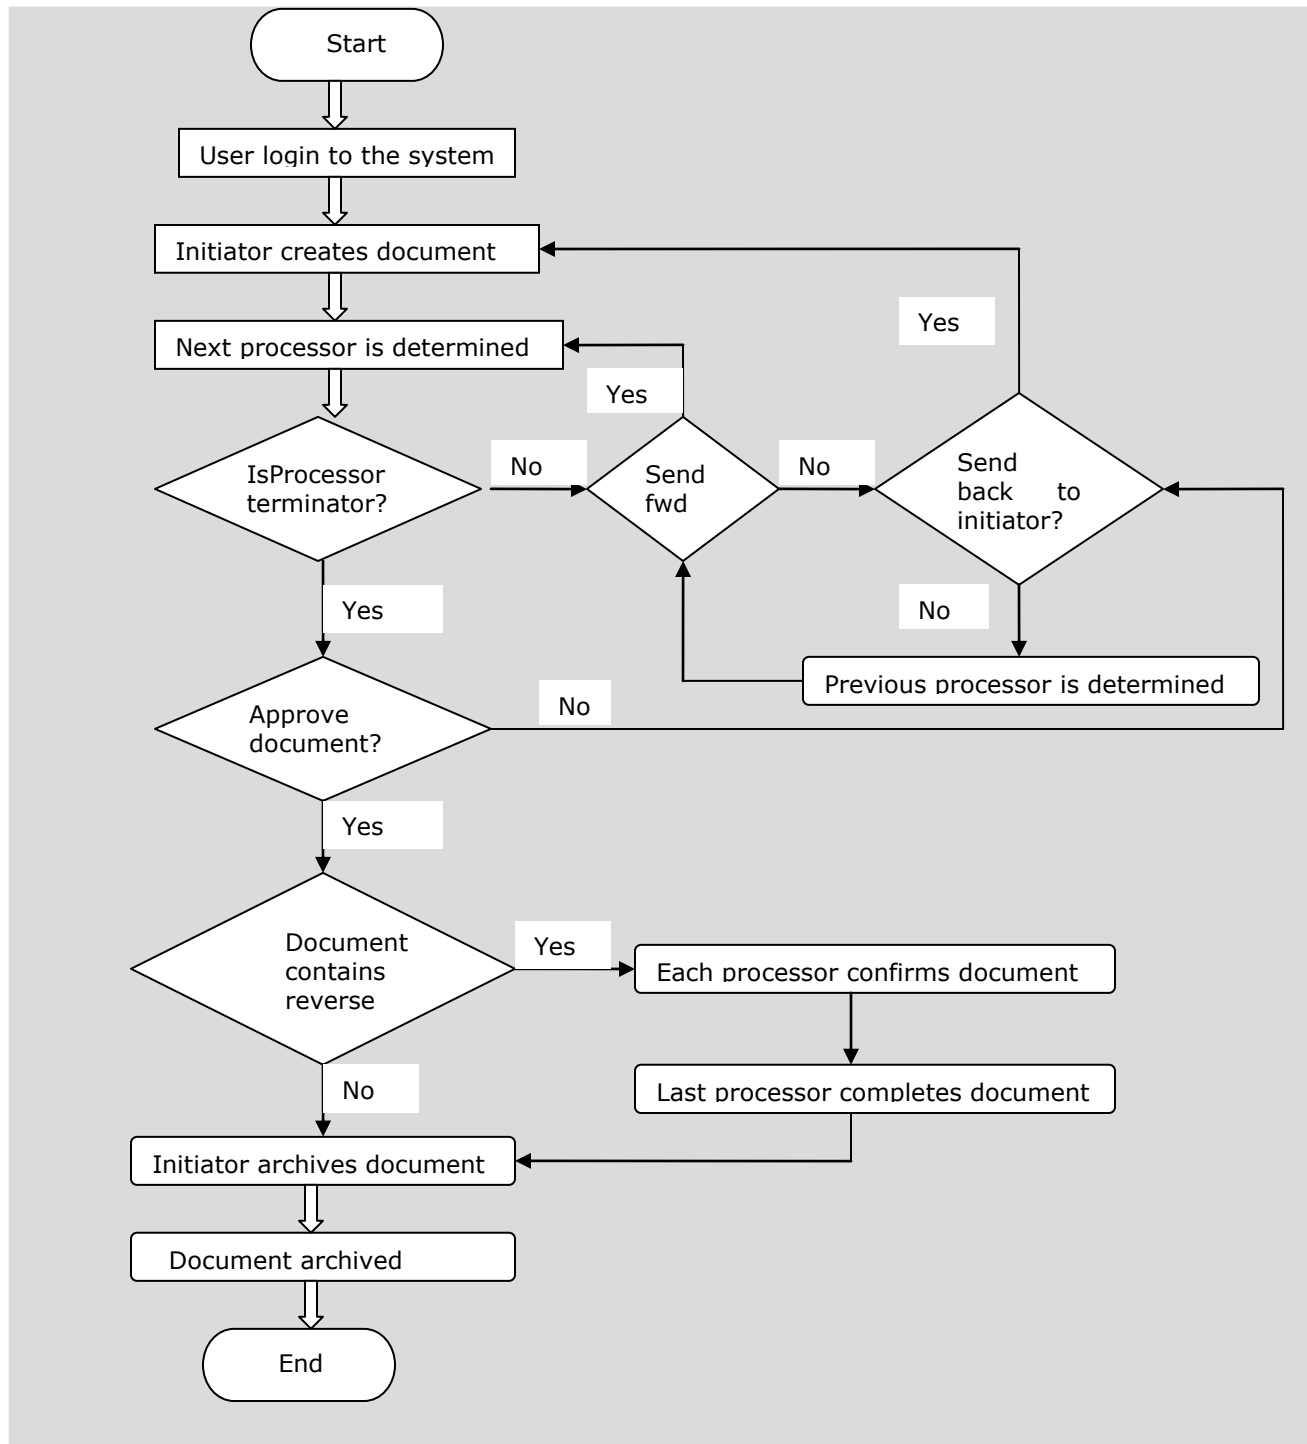 Start
User login to the system
Initiator creates document
Yes
Next processor is determined
Yes
IsProcessor
terminator?
No
Send
fwd
No
Send
back to
initiator?
Yes
No
Previous processor is determined
Approve
document?
No
Yes
Document
contains
reverse
Yes
Each processor confirms document
No
Last processor completes document
Initiator archives document
Document archived
End